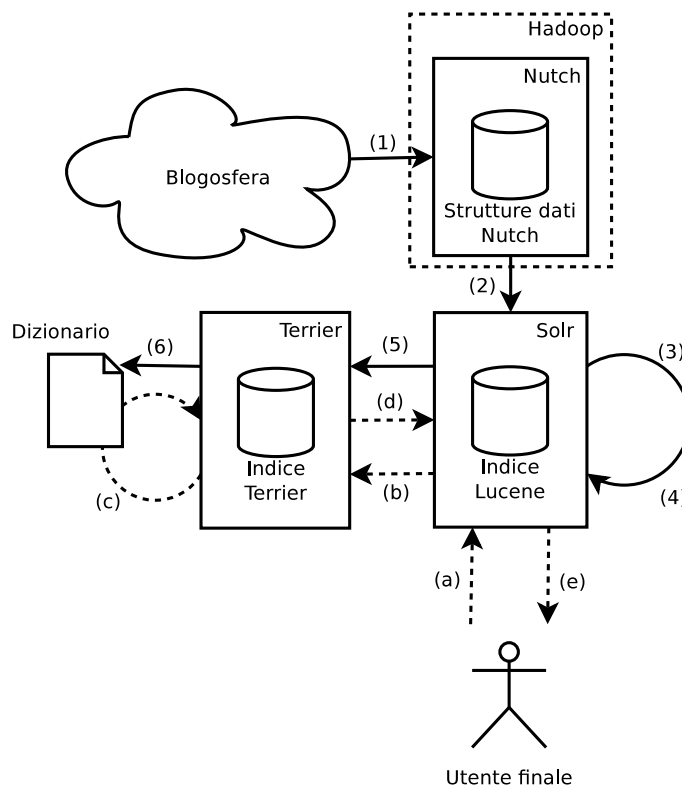 Hadoop
Nutch
(1)
Blogosfera
Strutture dati
Nutch
(2)
Dizionario
(6)
Terrier
(5)
Solr
(3)
(d)
Indice
Terrier
Indice
Lucene
(c)
(b)
(4)
(a)
(e)
Utente finale